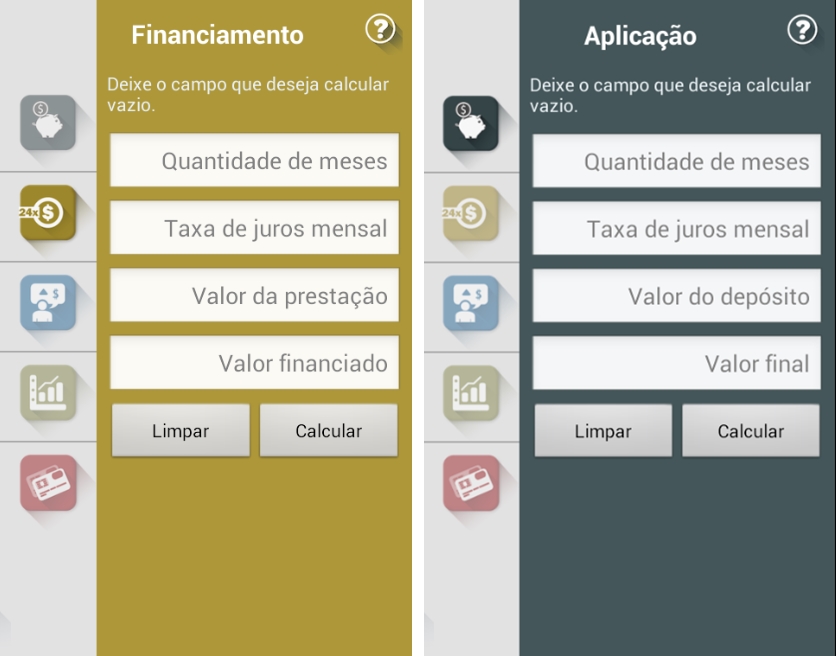 Financiamento
?
Deixe o campo que deseja calcular
vazio.
$
24x $
$
Quantidade de meses
Taxa de juros mensal
Valor da prestação
Valor financiado
Limpar
Calcular
Aplicação
?
Deixe o campo que deseja calcular
vazio.
$
24x $
$
Quantidade de meses
Taxa de juros mensal
Valor do depósito
Valor final
Limpar
Calcular